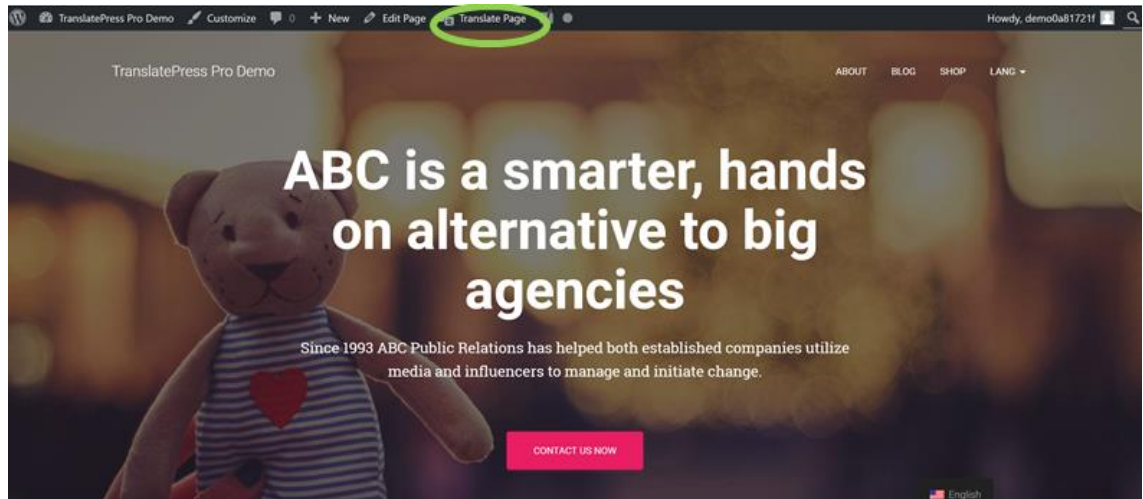 TranslatePress Pro Demo Customize 0 New Edit Page Translate Page Howdy, demo0a81721f
TranslatePress Pro Demo ABOUT BLOG SHOP LANG
ABC is a smarter, hands
on alternative to big
agencies
Since 1993 ABC Public Relations has helped both established companies utilize
media and influencers to manage and initiate change.
CONTACT US NOW
English